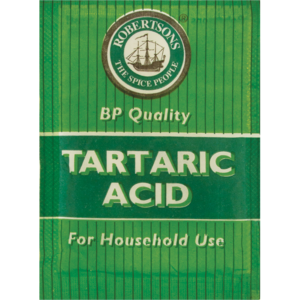 ROBERTSONS
THE SPICE PEOPLE
BP Quality
TARTARIC
ACID
For Household Use